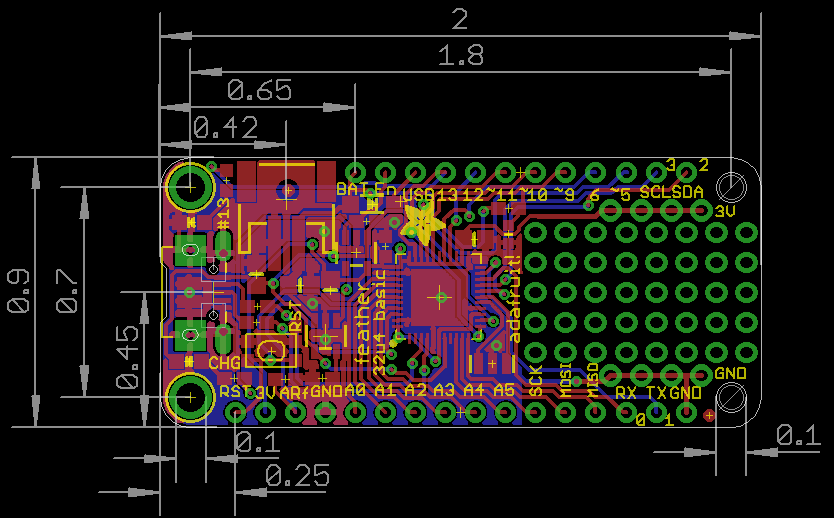 2
1.8
0.65
0.42
3 2
BAT En USB 13 12 ~11 ~10 ~9 6 ~5 SCL SDA
3V
#13
0.9
0.7
0.45
feather
32u4 basic
adafruit!
RST
CHG
SCK
MOSI
MISO
GND
RST 3V ARf GND A0 A1 A2 A3 A4 A5 RX TX GND
0 1
0.1
0.25
0.1